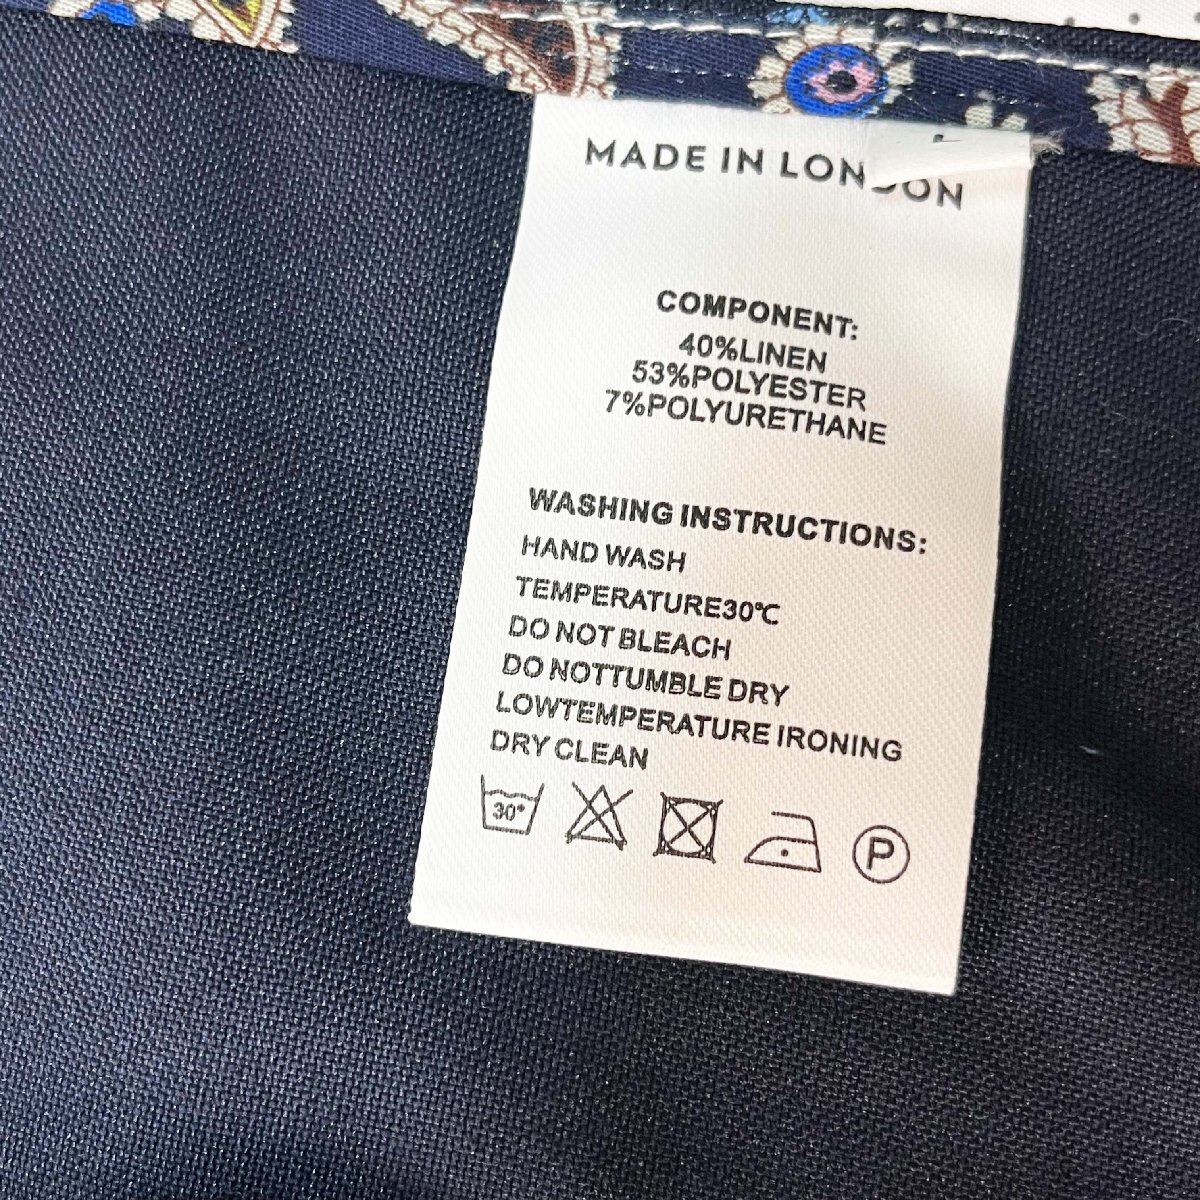 MADE IN LONDON
COMPONENT:
40%LINEN
53%POLYESTER
7%POLYURETHANE
WASHING INSTRUCTIONS:
HAND WASH
TEMPERATURE30℃
DO NOT BLEACH
DO NOTTUMBLE DRY
LOWTEMPERATURE IRONING
DRY CLEAN
30°
P